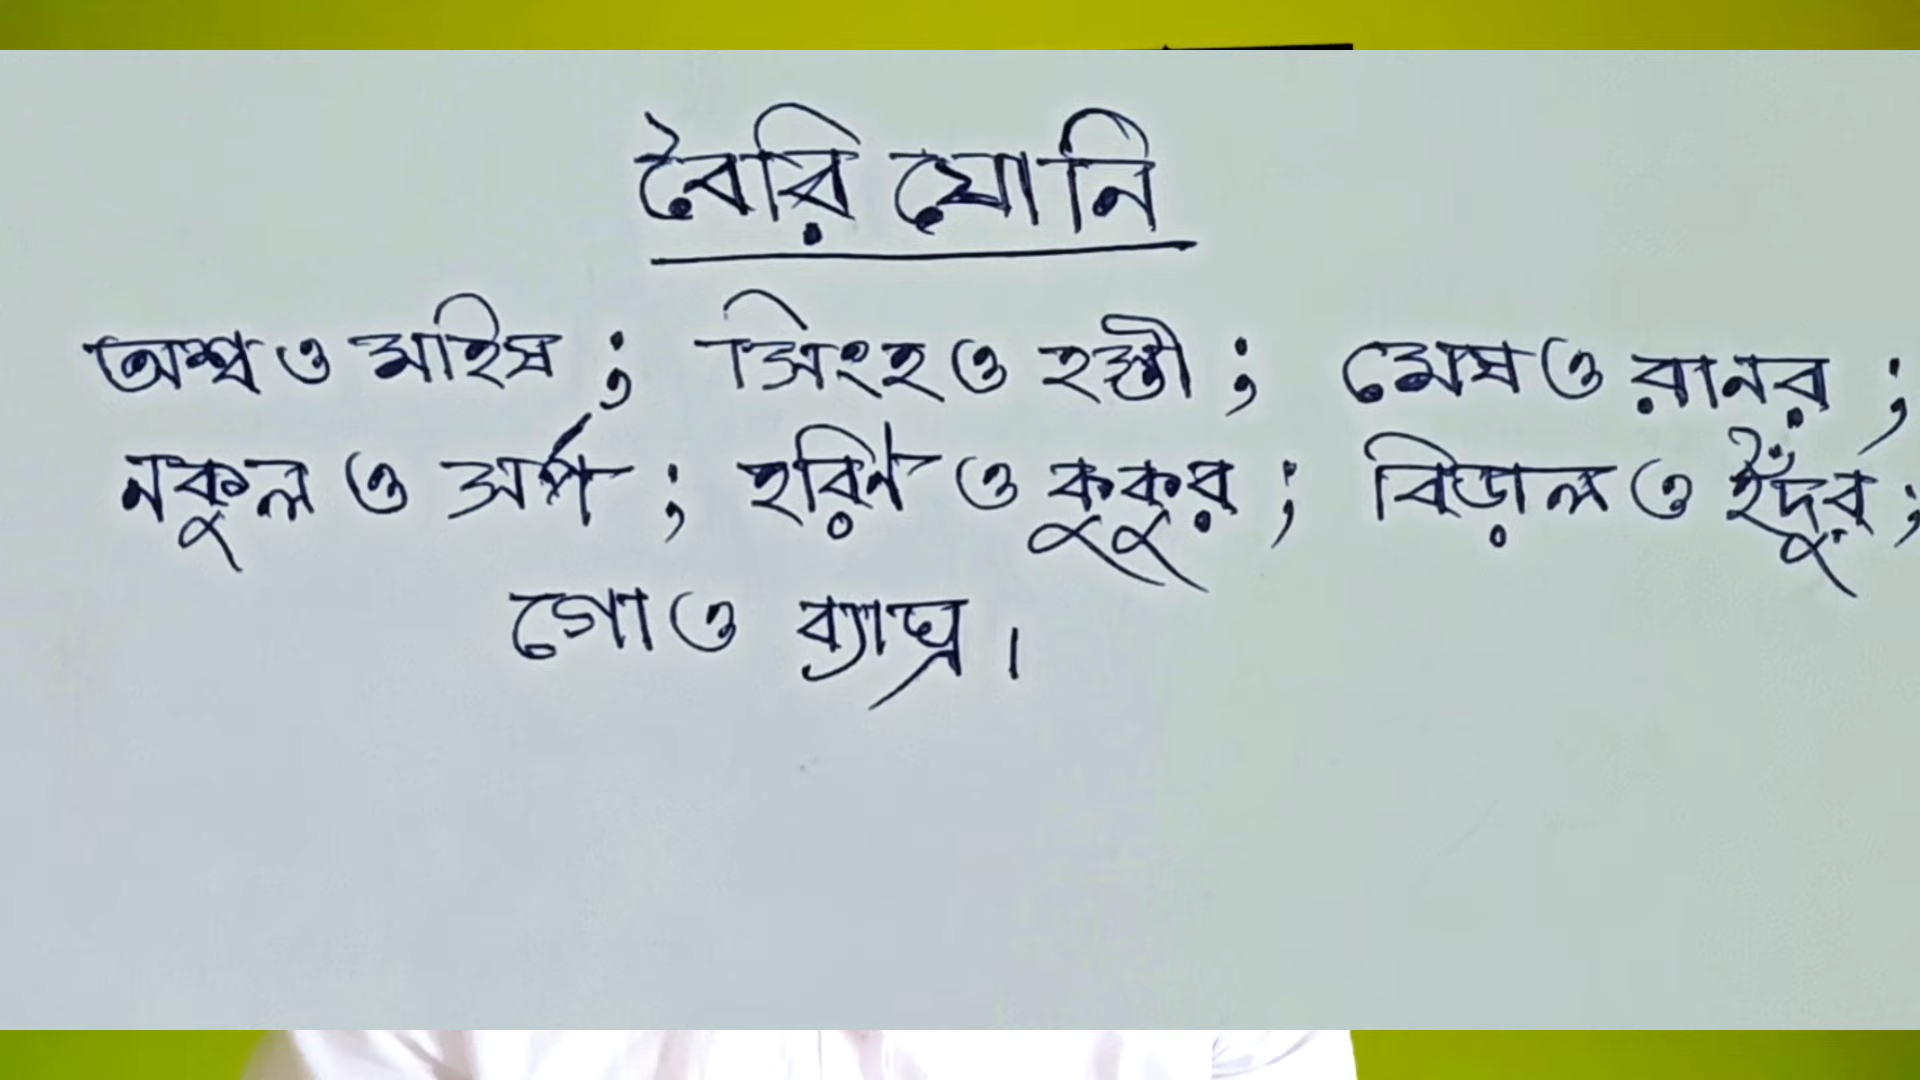 বৈরি যোনি
অশ্ব ও মহিষ ; সিংহ ও হস্তী ; মেষ ও বানর ;
নকুল ও সর্প ; হরিণ ও কুকুর ; বিড়াল ও ইঁদুর ;
গো ও ব্যাঘ্র ।